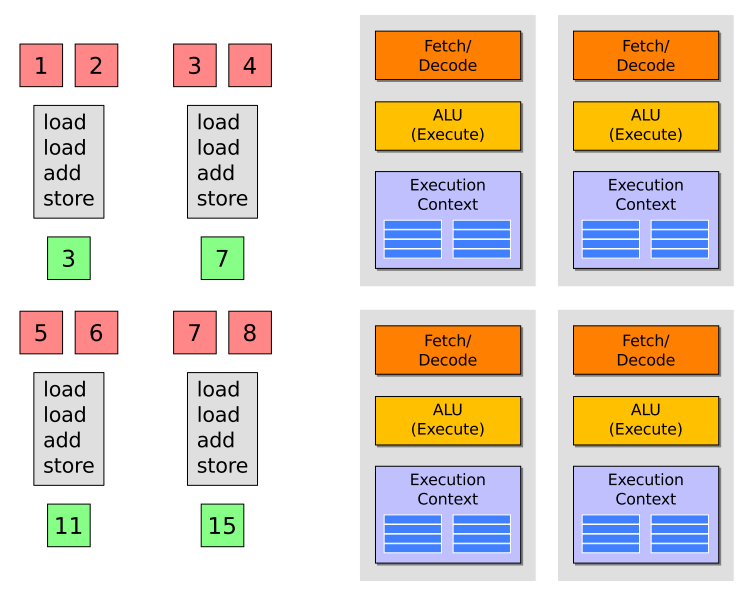 1 2
load
load
add
store
3
3 4
load
load
add
store
7
5 6
load
load
add
store
11
7 8
load
load
add
store
15
Fetch/
Decode
ALU
(Execute)
Execution
Context
Fetch/
Decode
ALU
(Execute)
Execution
Context
Fetch/
Decode
ALU
(Execute)
Execution
Context
Fetch/
Decode
ALU
(Execute)
Execution
Context